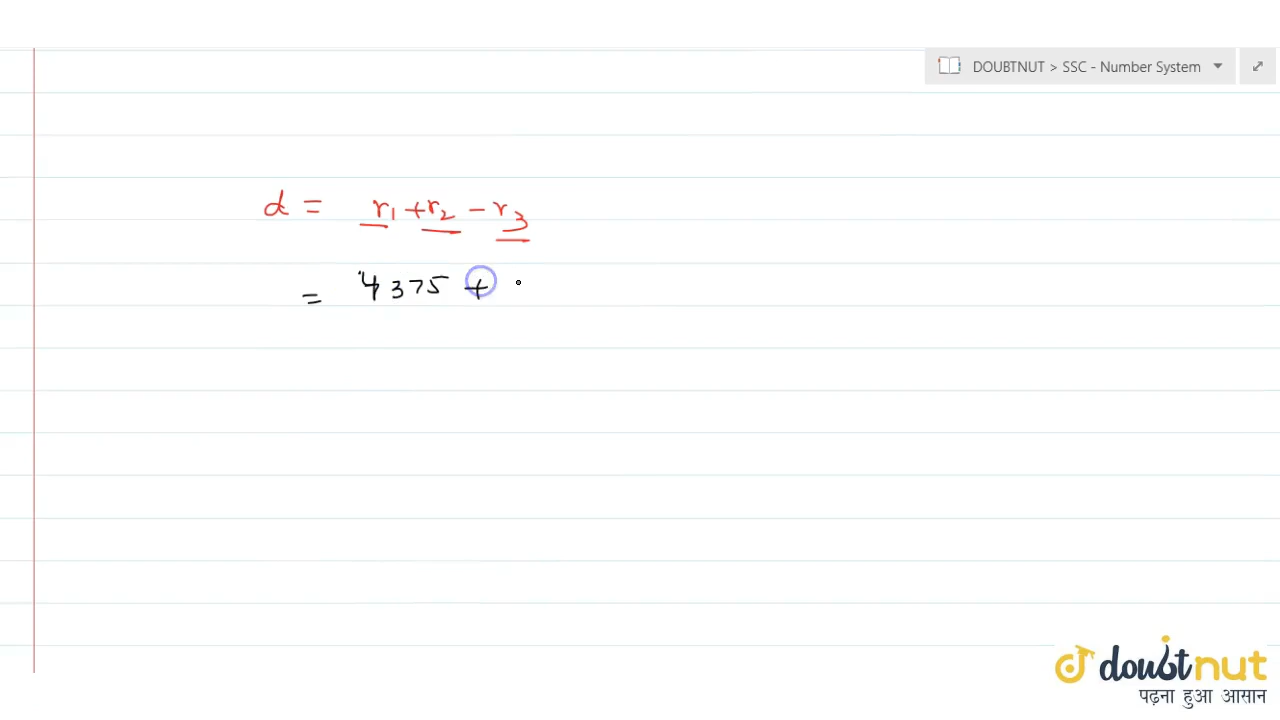 DOUBTNUT > SSC - Number System
d = r1 + r2 - r3
= 4375 +
doubtnut
पढ़ना हुआ आसान